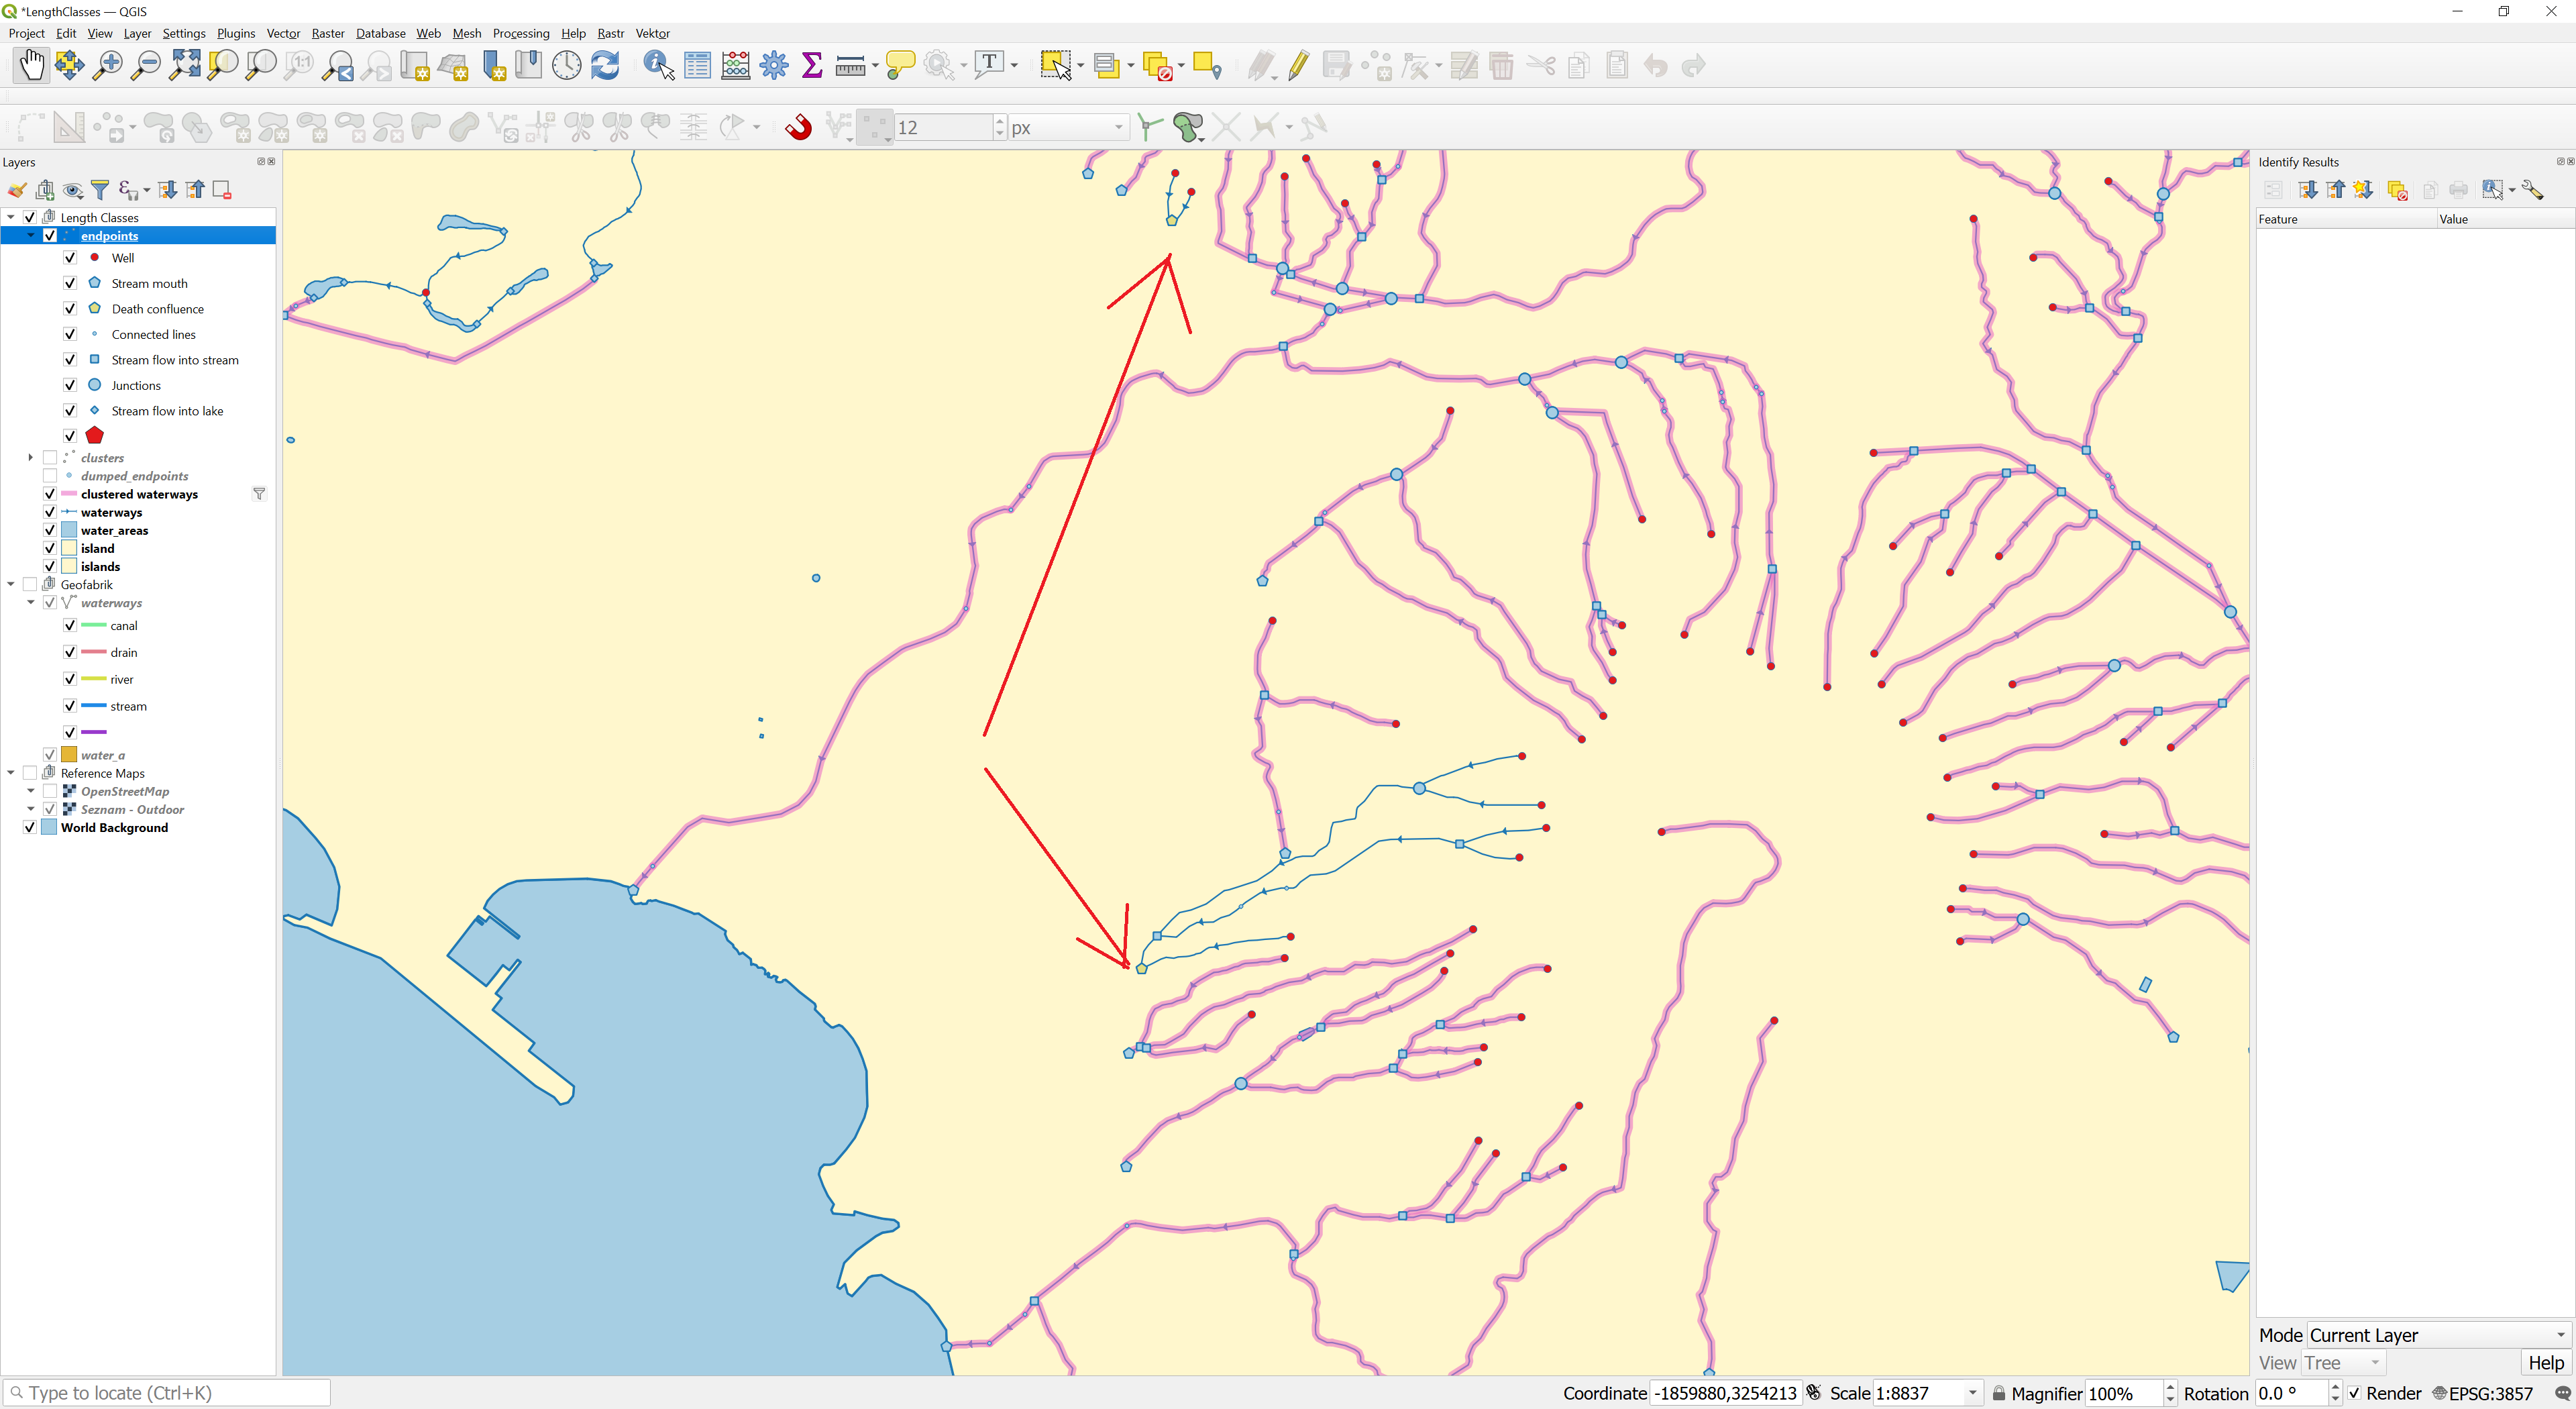 *LengthClasses — QGIS
Project Edit View Layer Settings Plugins Vector Raster Database Web Mesh Processing Help Rastr Vektor
1:1
T
12
px
Layers
Length Classes
endpoints
Well
Stream mouth
Death confluence
Connected lines
Stream flow into stream
Junctions
Stream flow into lake
clusters
dumped_endpoints
clustered waterways
waterways
water_areas
island
islands
Geofabrik
waterways
canal
drain
river
stream
water_a
Reference Maps
OpenStreetMap
Seznam - Outdoor
World Background
Identify Results
Feature Value
Mode Current Layer
View Tree Help
Type to locate (Ctrl+K)
Coordinate -1859880,3254213 Scale 1:8837 Magnifier 100% Rotation 0.0 ° Render EPSG:3857